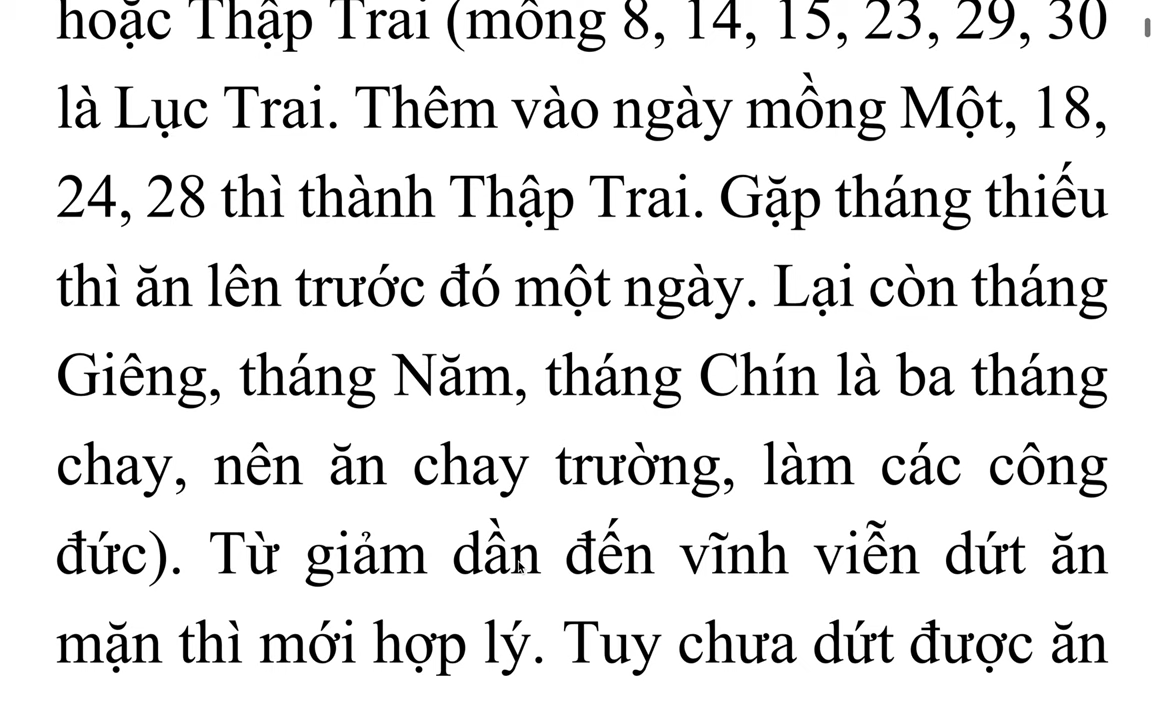 hoặc Thập Trai (mồng 8, 14, 15, 23, 29, 30
là Lục Trai. Thêm vào ngày mồng Một, 18,
24, 28 thì thành Thập Trai. Gặp tháng thiếu
thì ăn lên trước đó một ngày. Lại còn tháng
Giêng, tháng Năm, tháng Chín là ba tháng
chay, nên ăn chay trường, làm các công
đức). Từ giảm dần đến vĩnh viễn dứt ăn
mặn thì mới hợp lý. Tuy chưa dứt được ăn